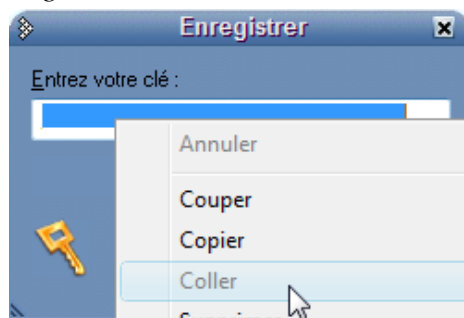 Enregistrer
Entrez votre clé :
Annuler
Couper
Copier
Coller